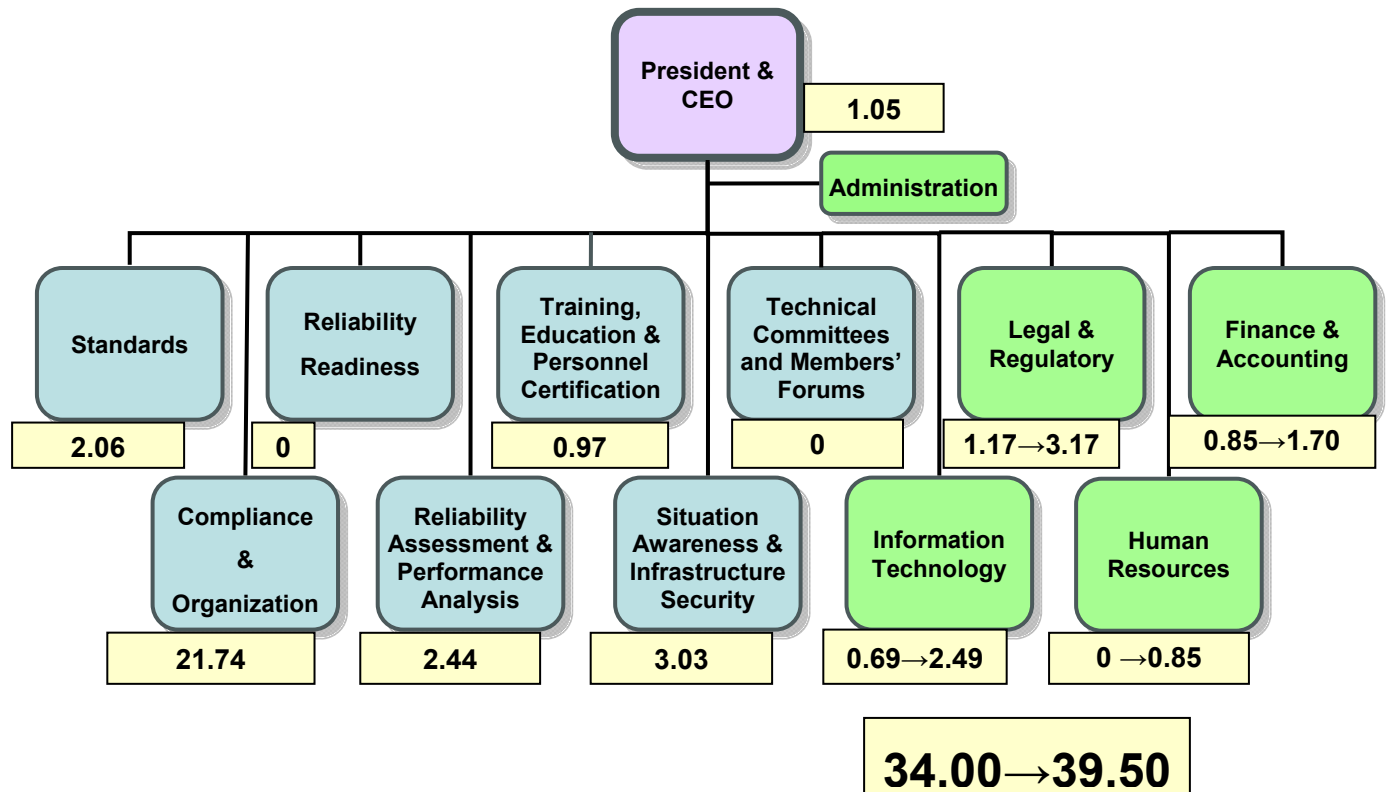 President &
CEO
1.05
Administration
Standards
2.06
Reliability
Readiness
0
Training,
Education &
Personnel
Certification
0.97
Technical
Committees
and Members’
Forums
0
Legal &
Regulatory
1.17→3.17
Finance &
Accounting
0.85→1.70
Compliance
&
Organization
21.74
Reliability
Assessment &
Performance
Analysis
2.44
Situation
Awareness &
Infrastructure
Security
3.03
Information
Technology
0.69→2.49
Human
Resources
0 →0.85
34.00→39.50